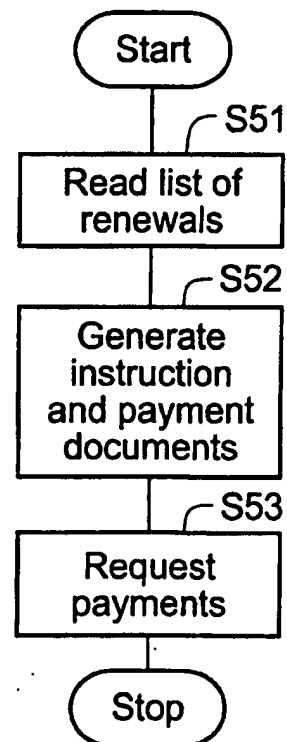 Start
S51
Read list of
renewals
S52
Generate
instruction
and payment
documents
S53
Request
payments
Stop